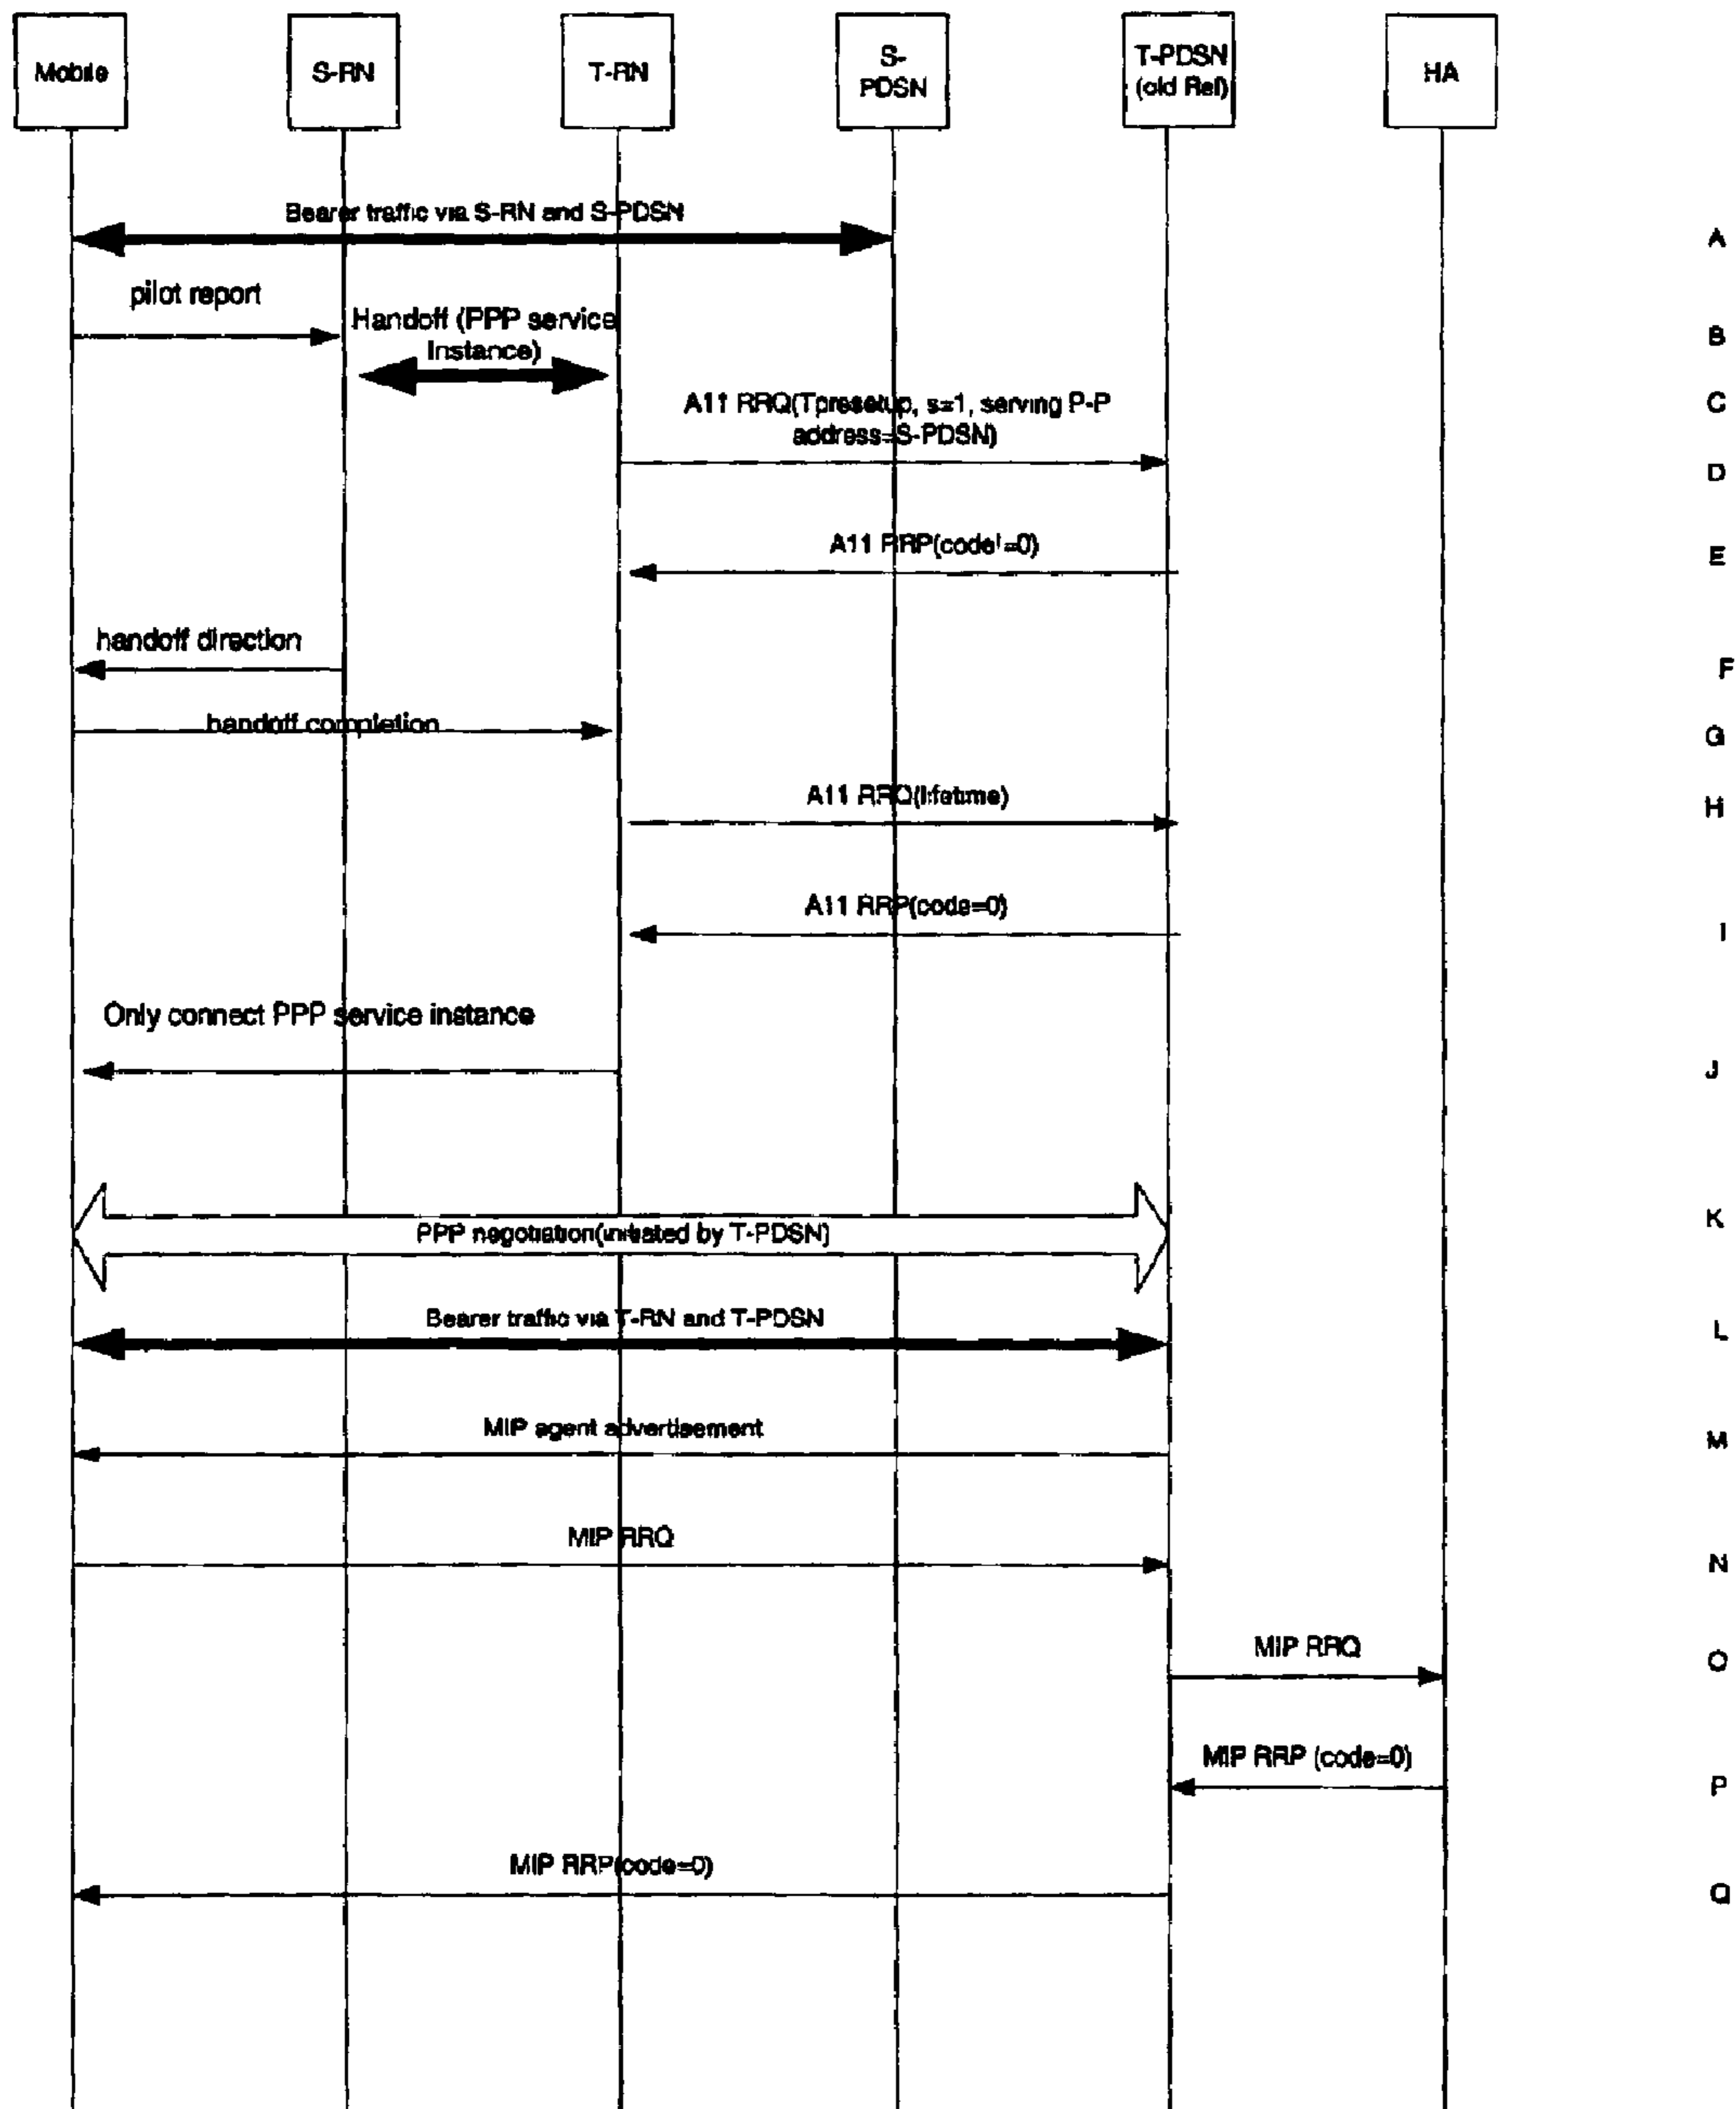 Mobile
S-RN
T-RN
S-
PDSN
T-PDSN
(old Rel)
HA
Bearer traffic via S-RN and S-PDSN
A
pilot report
Handoff (PPP service
Instance)
B
A11 RRQ(Tpresetup, s=1, serving P-P
address=S-PDSN)
C
D
A11 RRP(code!=0)
E
handoff direction
F
handoff completion
G
A11 RRQ(lifetime)
H
A11 RRP(code=0)
I
Only connect PPP service instance
J
PPP negotiation(initiated by T-PDSN)
K
Bearer traffic via T-RN and T-PDSN
L
MIP agent advertisement
M
MIP RRQ
N
MIP RRQ
O
MIP RRP (code=0)
P
MIP RRP(code=0)
Q